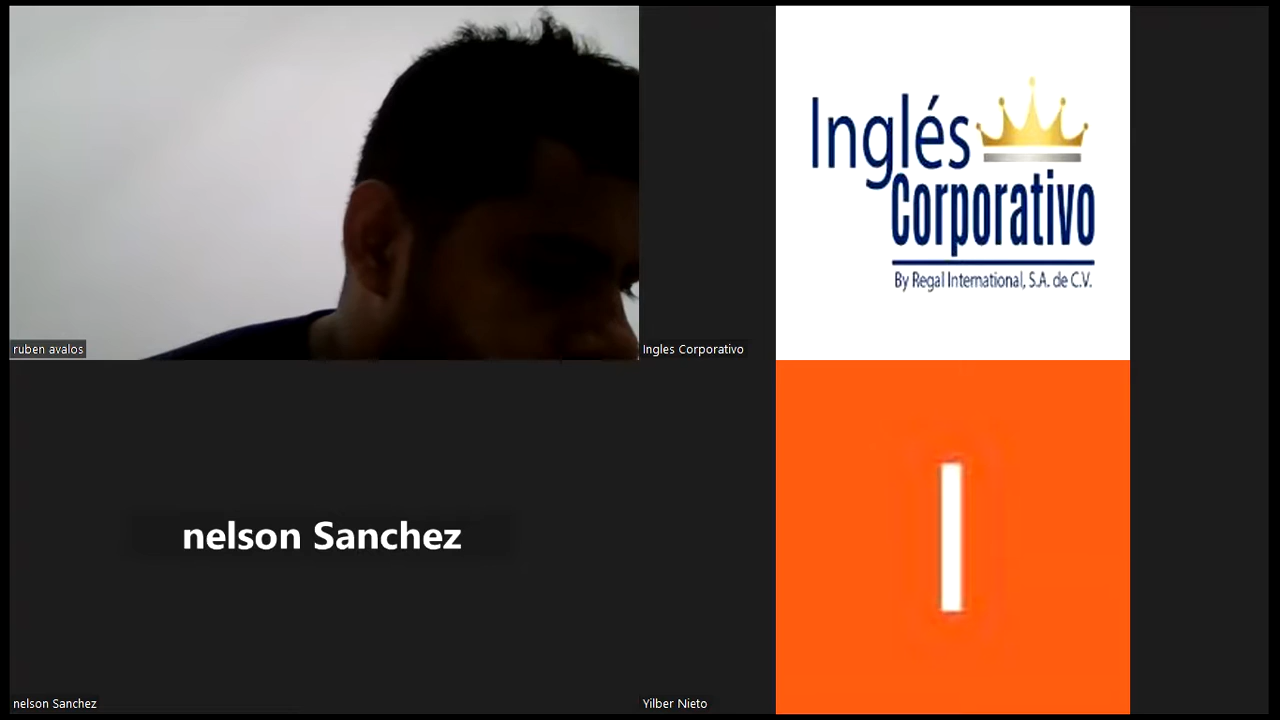 Inglés
Corporativo
By Regal International, S.A. de C.V.
ruben avalos
Ingles Corporativo
nelson Sanchez
I
nelson Sanchez
Yilber Nieto